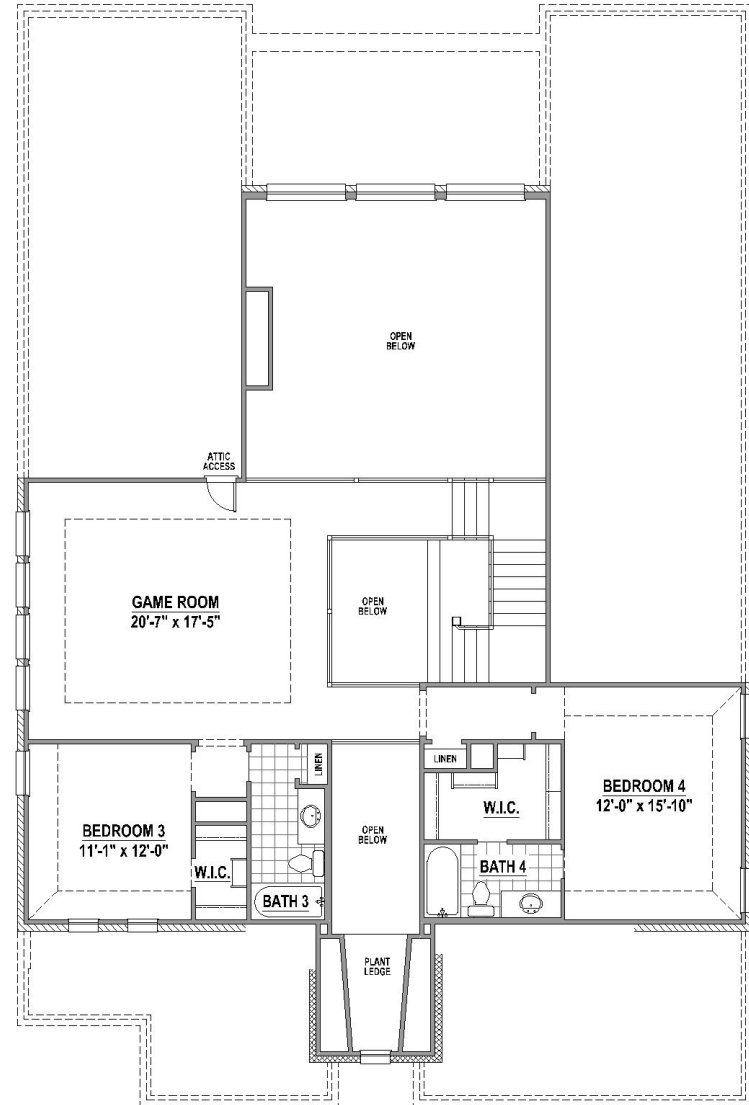 OPEN
BELOW
ATTIC
ACCESS
GAME ROOM
20'-7" x 17'-5"
OPEN
BELOW
LINEN
LINEN
BEDROOM 3
11'-1" x 12'-0"
W.I.C.
BATH 3
OPEN
BELOW
W.I.C.
BATH 4
BEDROOM 4
12'-0" x 15'-10"
PLANT
LEDGE